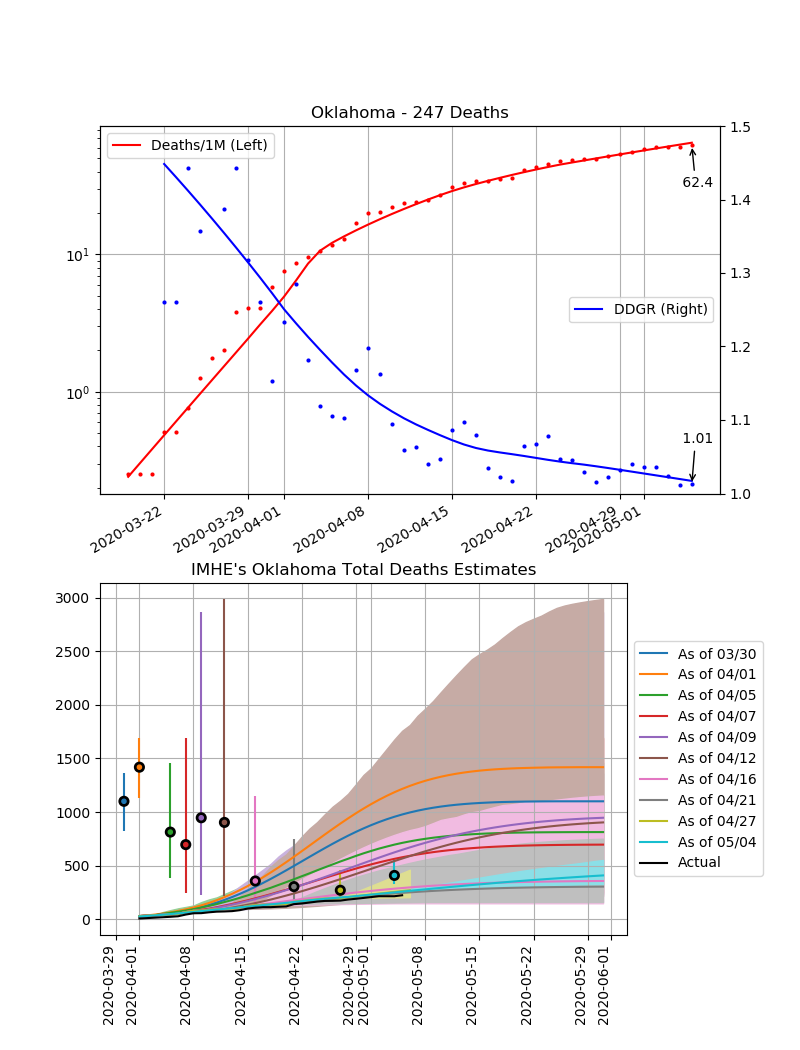 Oklahoma - 247 Deaths
Deaths/1M (Left)
DDGR (Right)
62.4
1.01
10¹
10⁰
1.5
1.4
1.3
1.2
1.1
1.0
2020-03-22
2020-03-29
2020-04-01
2020-04-08
2020-04-15
2020-04-22
2020-04-29
2020-05-01
IMHE's Oklahoma Total Deaths Estimates
3000
2500
2000
1500
1000
500
0
2020-03-29
2020-04-01
2020-04-08
2020-04-15
2020-04-22
2020-04-29
2020-05-01
2020-05-08
2020-05-15
2020-05-22
2020-05-29
2020-06-01
As of 03/30
As of 04/01
As of 04/05
As of 04/07
As of 04/09
As of 04/12
As of 04/16
As of 04/21
As of 04/27
As of 05/04
Actual